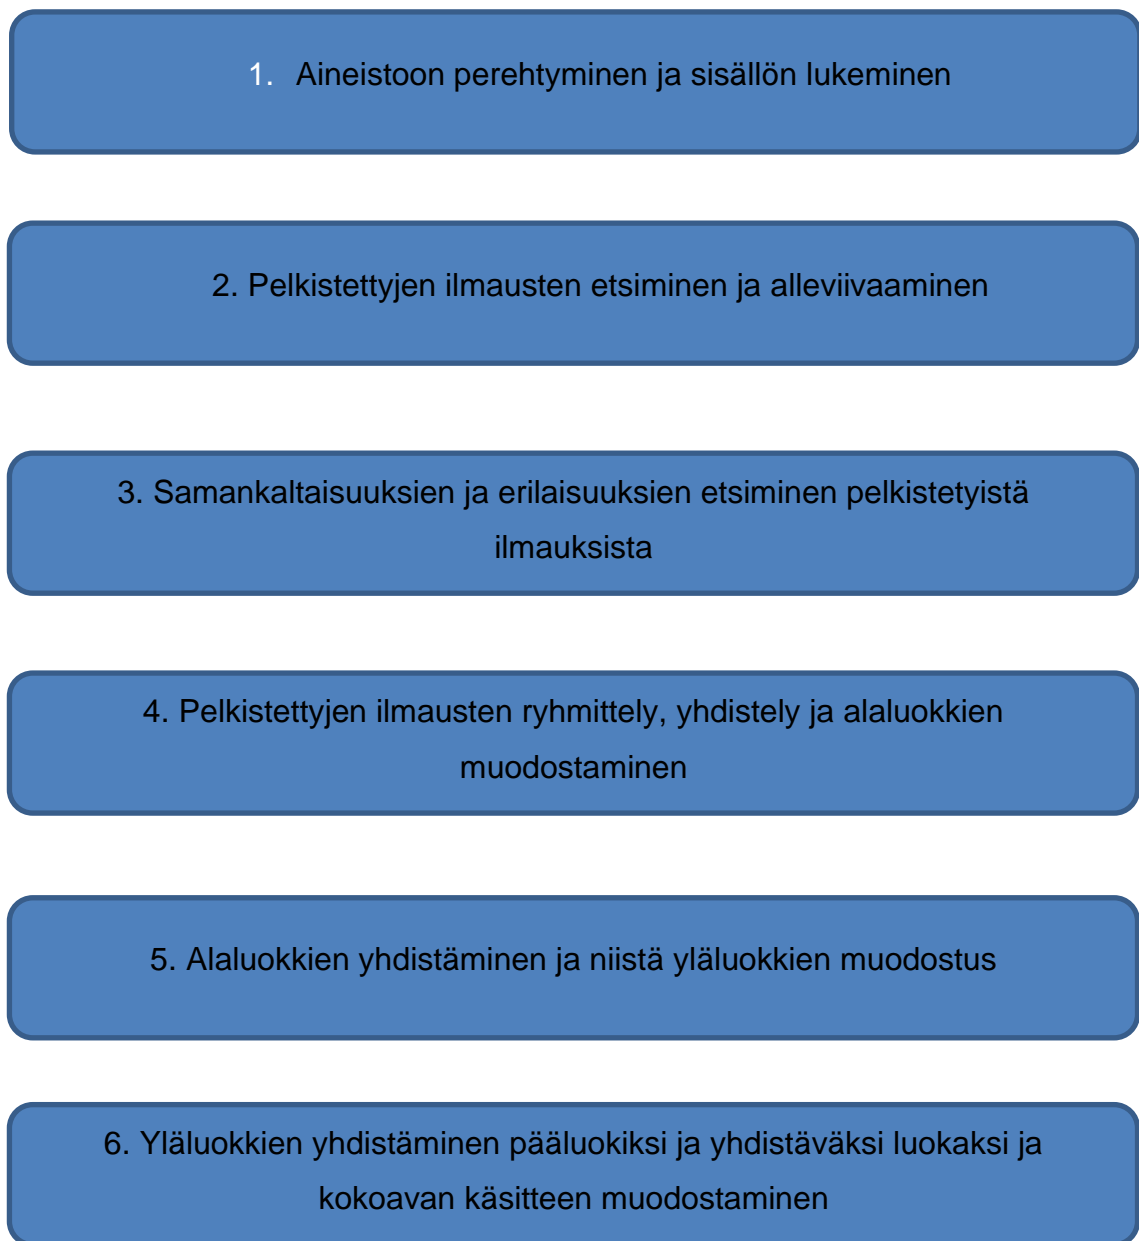 1. Aineistoon perehtyminen ja sisällön lukeminen
2. Pelkistettyjen ilmausten etsiminen ja alleviivaaminen
3. Samankaltaisuuksien ja erilaisuuksien etsiminen pelkistetyistä
ilmauksista
4. Pelkistettyjen ilmausten ryhmittely, yhdistely ja alaluokkien
muodostaminen
5. Alaluokkien yhdistäminen ja niistä yläluokkien muodostus
6. Yläluokkien yhdistäminen pääluokiksi ja yhdistäväksi luokaksi ja
kokoavan käsitteen muodostaminen